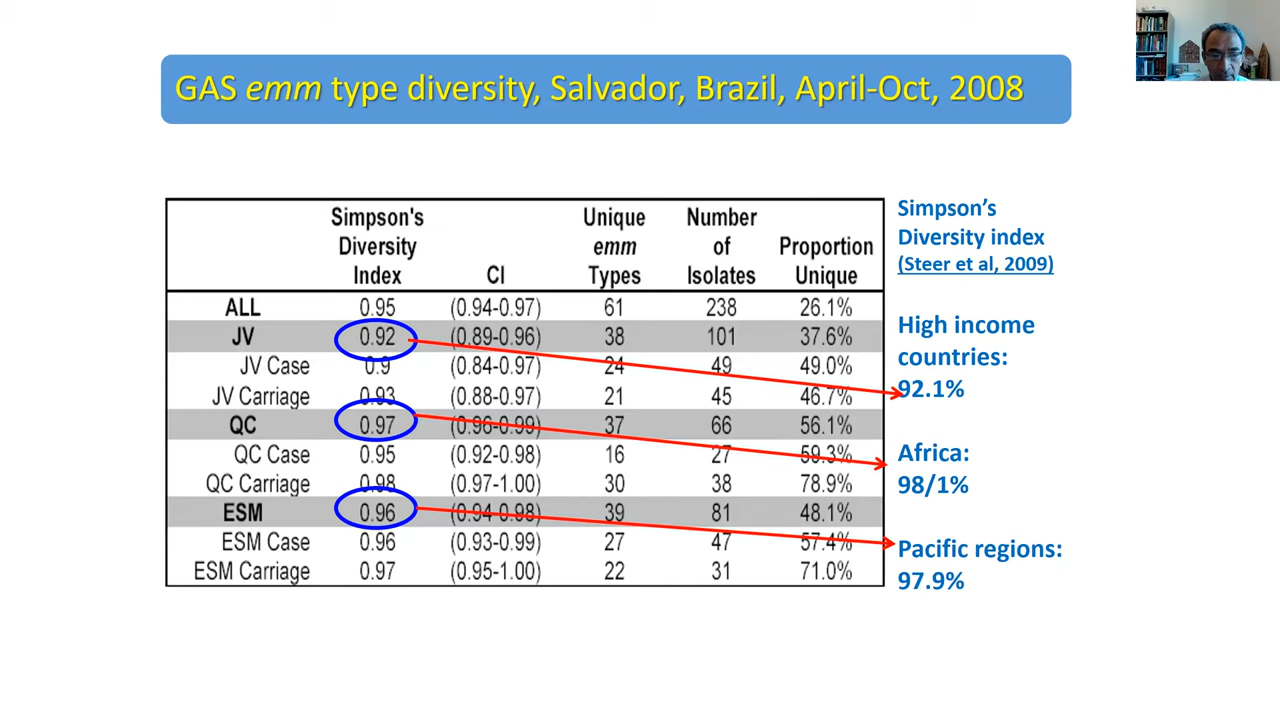 GAS emm type diversity, Salvador, Brazil, April-Oct, 2008
Simpson's Diversity Index CI Unique emm Types Number of Isolates Proportion Unique
ALL 0.95 (0.94-0.97) 61 238 26.1%
JV 0.92 (0.89-0.96) 38 101 37.6%
JV Case 0.9 (0.84-0.97) 24 49 49.0%
JV Carriage 0.93 (0.88-0.97) 21 45 46.7%
QC 0.97 (0.96-0.99) 37 66 56.1%
QC Case 0.95 (0.92-0.98) 16 27 59.3%
QC Carriage 0.98 (0.97-1.00) 30 38 78.9%
ESM 0.96 (0.94-0.98) 39 81 48.1%
ESM Case 0.96 (0.93-0.99) 27 47 57.4%
ESM Carriage 0.97 (0.95-1.00) 22 31 71.0%
Simpson's
Diversity index
(Steer et al, 2009)
High income
countries:
92.1%
Africa:
98/1%
Pacific regions:
97.9%